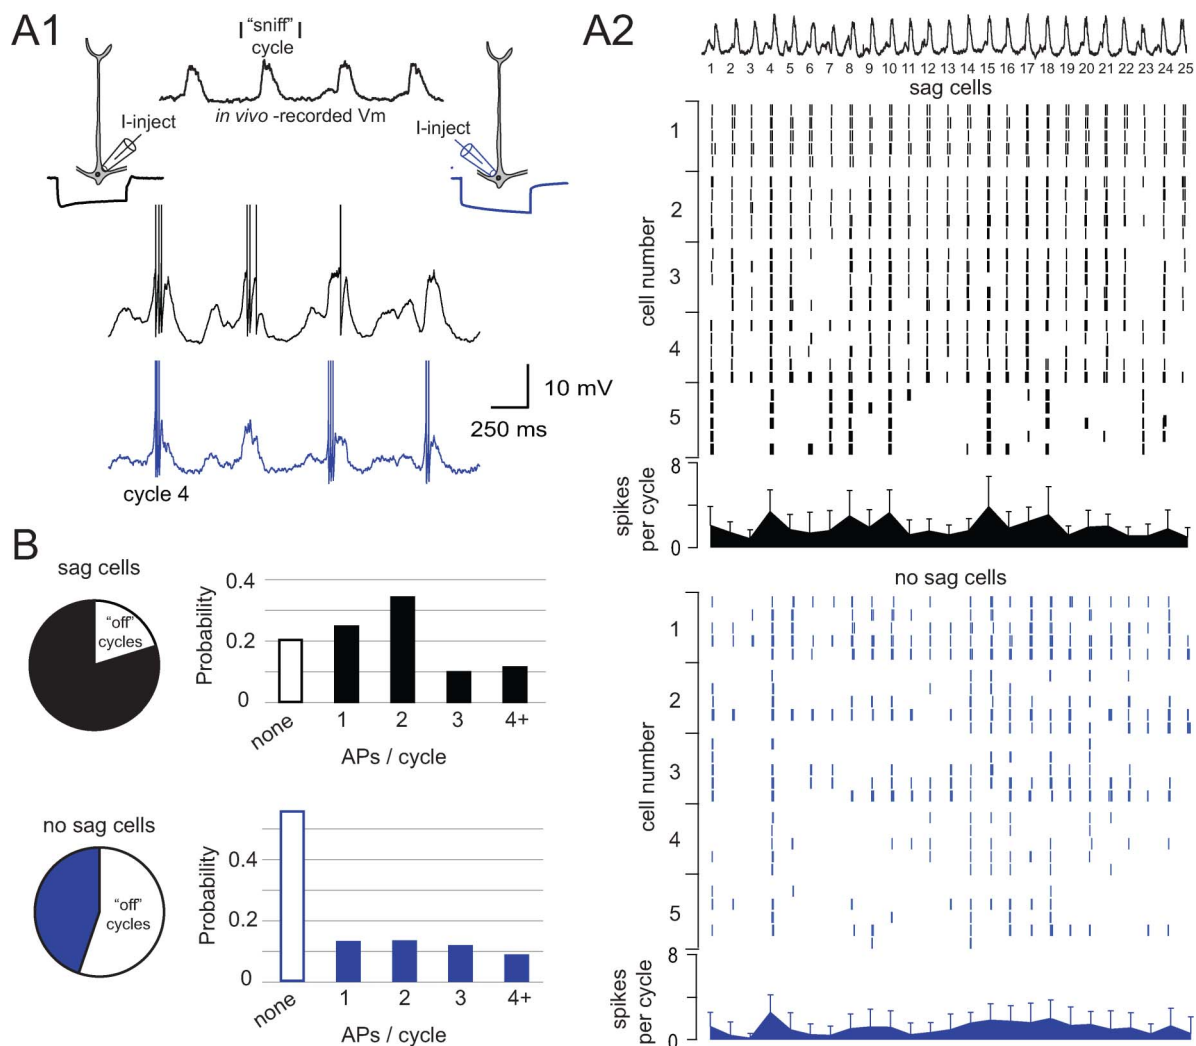 A1
"sniff"
cycle
in vivo -recorded Vm
I-inject
I-inject
10 mV
250 ms
cycle 4
A2
1 2 3 4 5 6 7 8 9 10 11 12 13 14 15 16 17 18 19 20 21 22 23 24 25
sag cells
cell number
1
2
3
4
5
spikes
per cycle
8
0
no sag cells
cell number
1
2
3
4
5
spikes
per cycle
8
0
B
sag cells
"off"
cycles
Probability
0.4
0.2
0
none 1 2 3 4+
APs / cycle
no sag cells
"off"
cycles
Probability
0.4
0.2
0
none 1 2 3 4+
APs / cycle